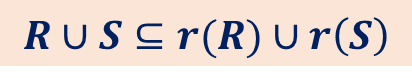 R ∪ S ⊆ r(R) ∪ r(S)